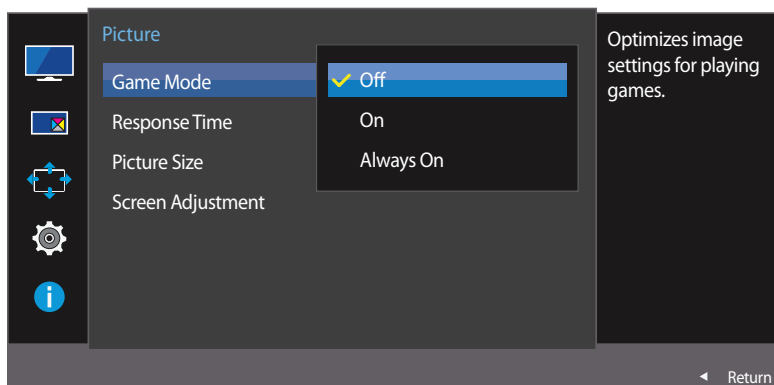 Picture
Game Mode
Off
Response Time
On
Picture Size
Always On
Screen Adjustment
Optimizes image
settings for playing
games.
i
Return